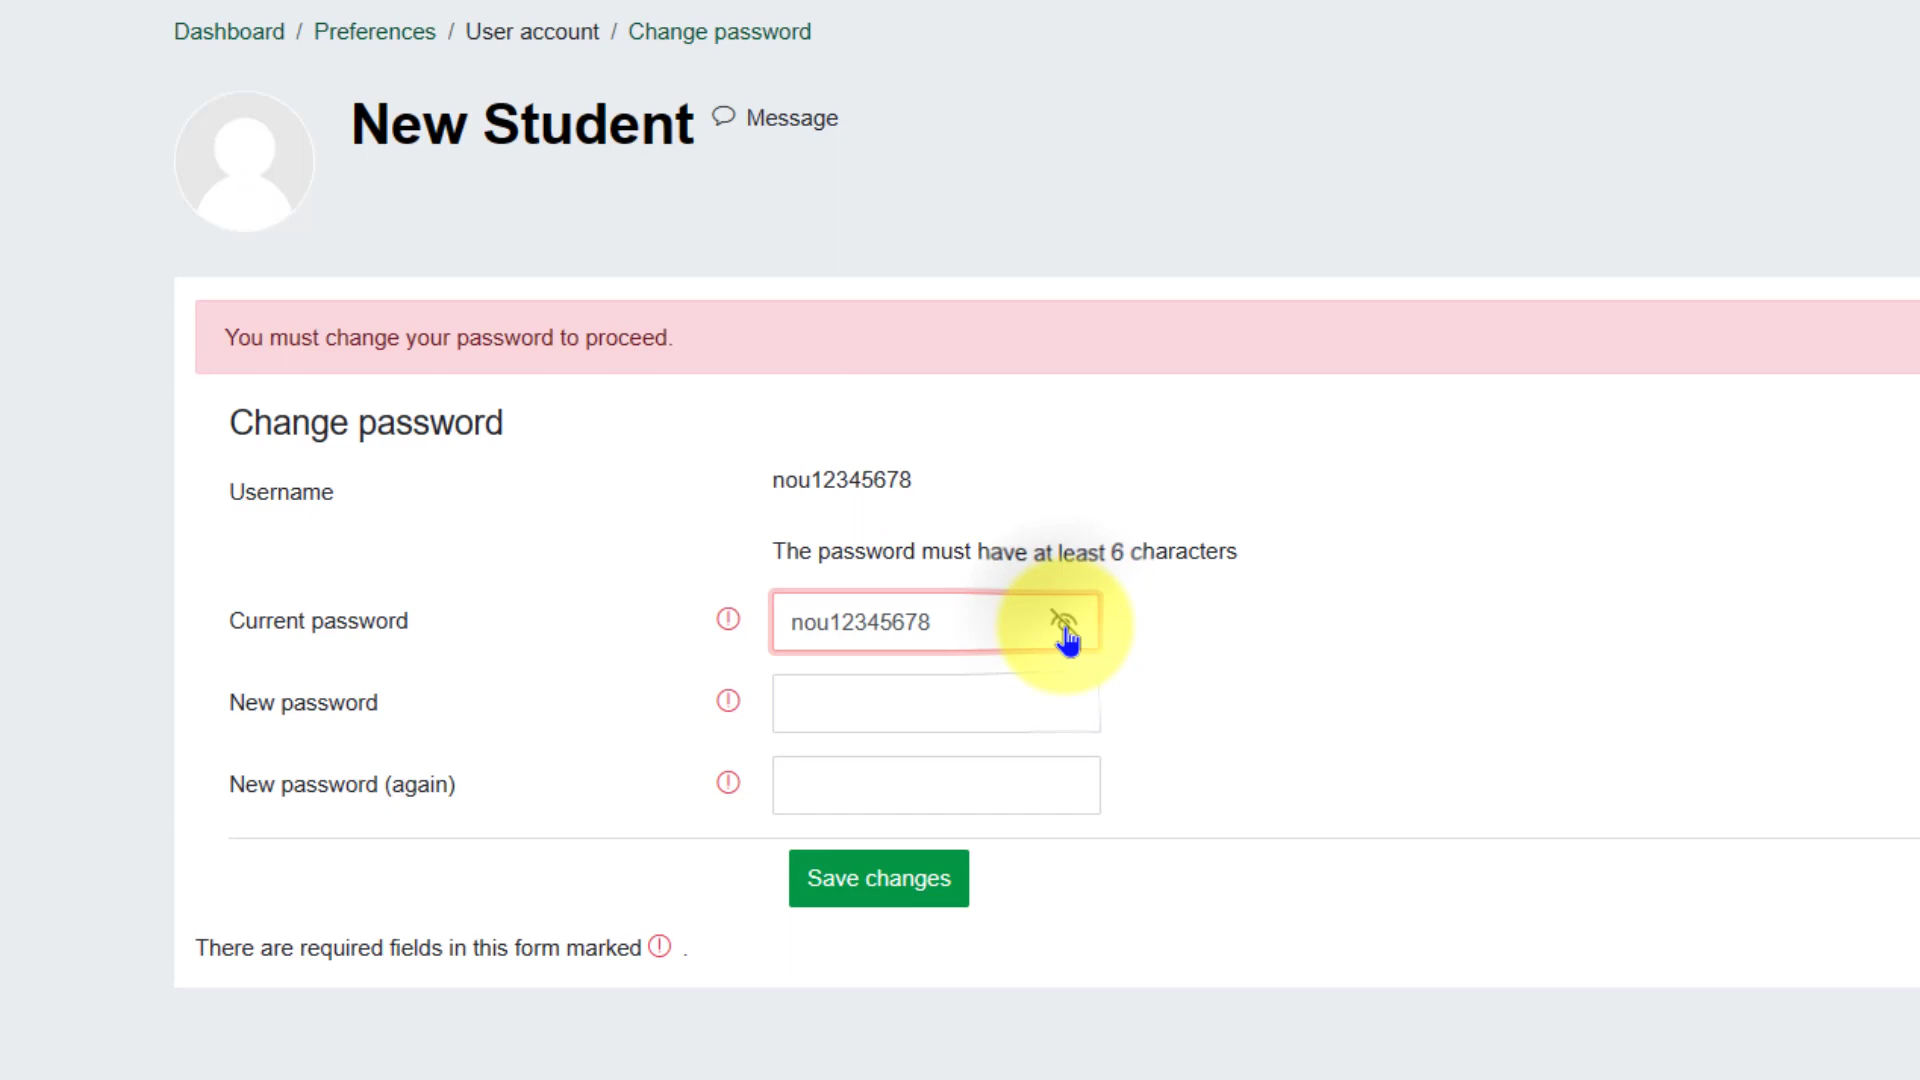 Dashboard / Preferences / User account / Change password
New Student Message
You must change your password to proceed.
Change password
Username nou12345678
The password must have at least 6 characters
Current password nou12345678
New password
New password (again)
Save changes
There are required fields in this form marked .